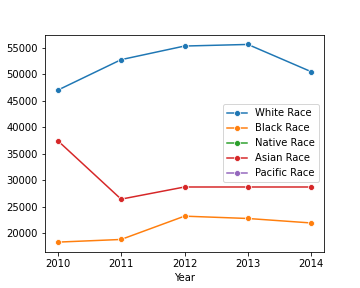 55000
50000
45000
40000
35000
30000
25000
20000
White Race
Black Race
Native Race
Asian Race
Pacific Race
2010 2011 2012 2013 2014
Year